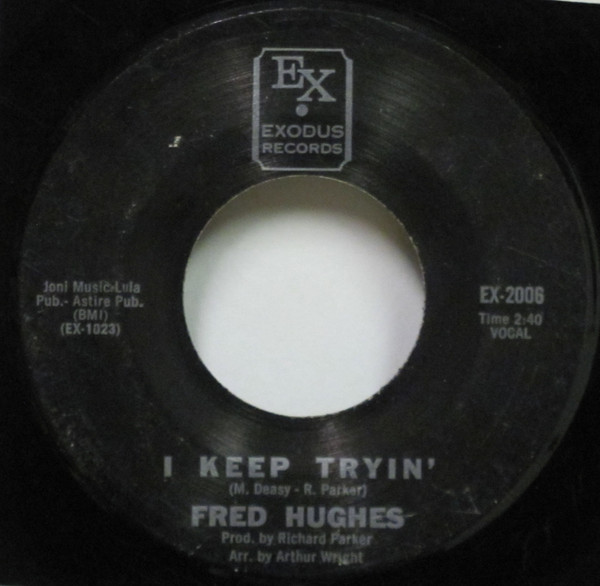 EX
EXODUS
RECORDS
Joni Music-Lula
Pub.- Astire Pub.
(BMI)
(EX-1023)
EX-2006
Time 2:40
VOCAL
I KEEP TRYIN'
(M. Deasy - R. Parker)
FRED HUGHES
Prod. by Richard Parker
Arr. by Arthur Wright